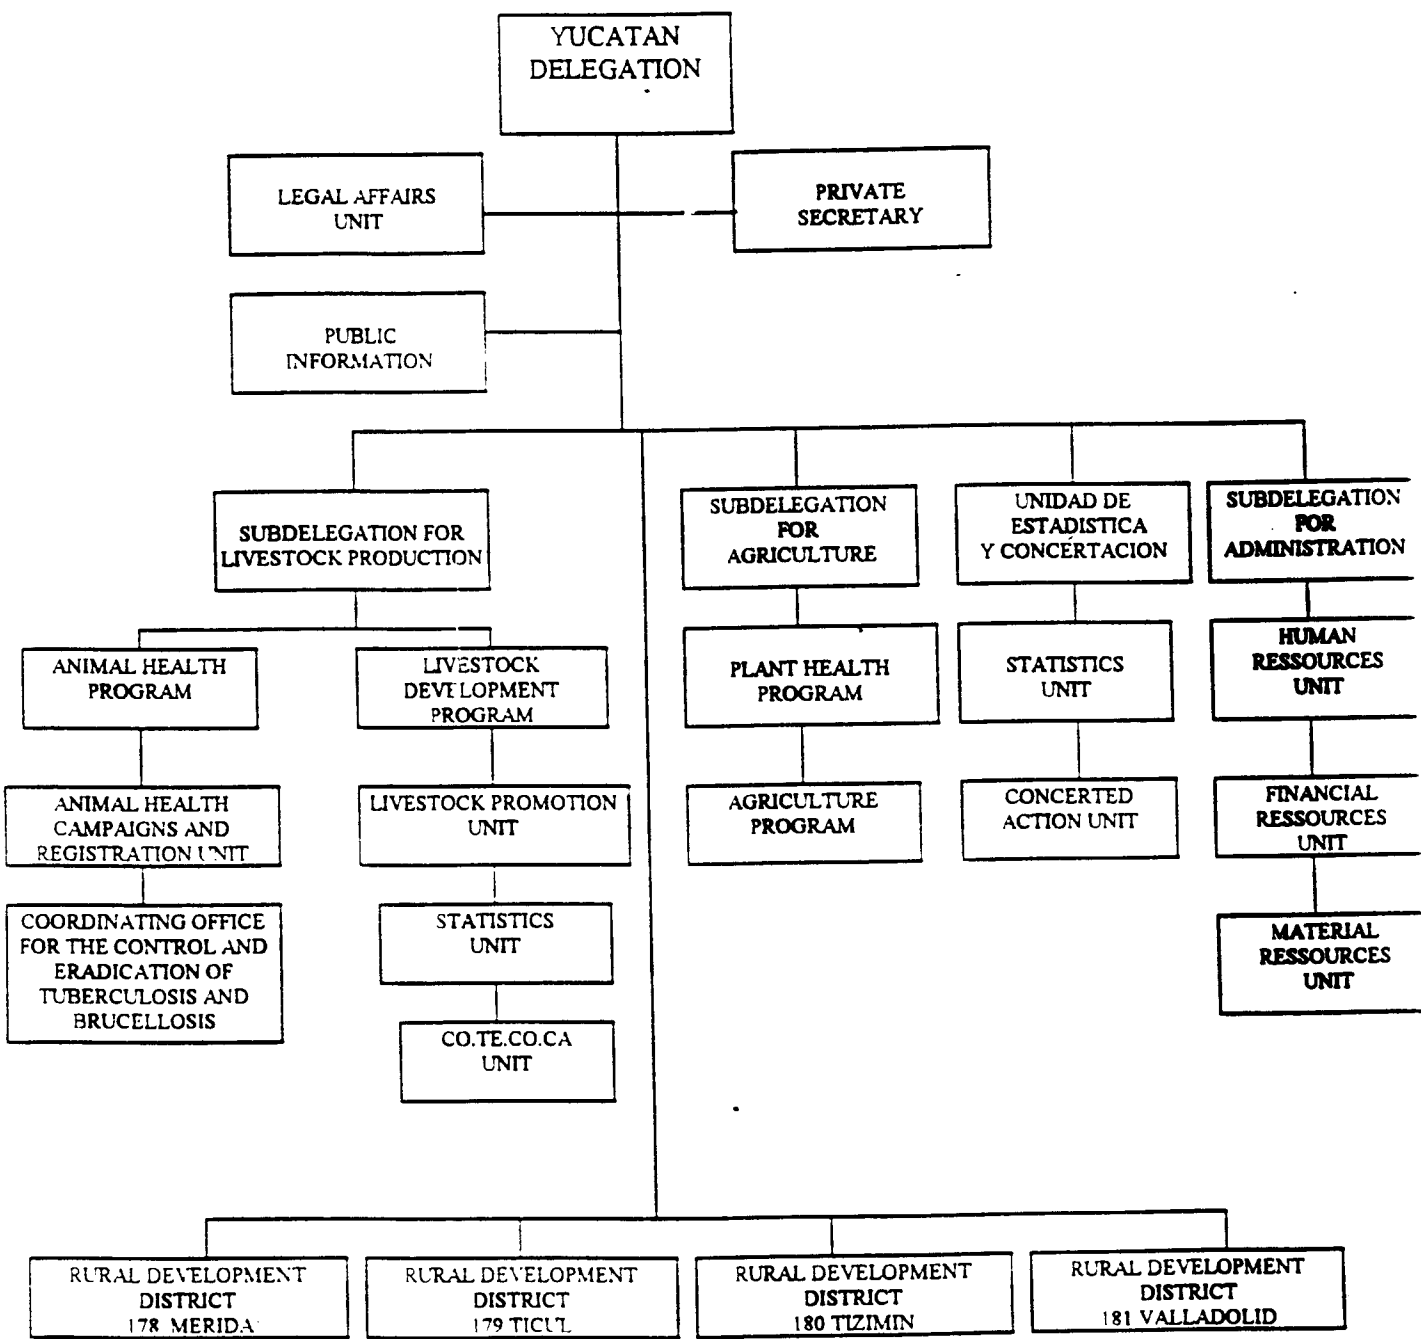 YUCATAN
DELEGATION
LEGAL AFFAIRS
UNIT
PRIVATE
SECRETARY
PUBLIC
INFORMATION
SUBDELEGATION FOR
LIVESTOCK PRODUCTION
SUBDELEGATION
FOR
AGRICULTURE
UNIDAD DE
ESTADISTICA
Y CONCERTACION
SUBDELEGATION
FOR
ADMINISTRATION
ANIMAL HEALTH
PROGRAM
LIVESTOCK
DEVELOPMENT
PROGRAM
PLANT HEALTH
PROGRAM
STATISTICS
UNIT
HUMAN
RESSOURCES
UNIT
ANIMAL HEALTH
CAMPAIGNS AND
REGISTRATION UNIT
LIVESTOCK PROMOTION
UNIT
AGRICULTURE
PROGRAM
CONCERTED
ACTION UNIT
FINANCIAL
RESSOURCES
UNIT
COORDINATING OFFICE
FOR THE CONTROL AND
ERADICATION OF
TUBERCULOSIS AND
BRUCELLOSIS
STATISTICS
UNIT
MATERIAL
RESSOURCES
UNIT
CO.TE.CO.CA
UNIT
RURAL DEVELOPMENT
DISTRICT
178 MERIDA
RURAL DEVELOPMENT
DISTRICT
179 TICUL
RURAL DEVELOPMENT
DISTRICT
180 TIZIMIN
RURAL DEVELOPMENT
DISTRICT
181 VALLADOLID